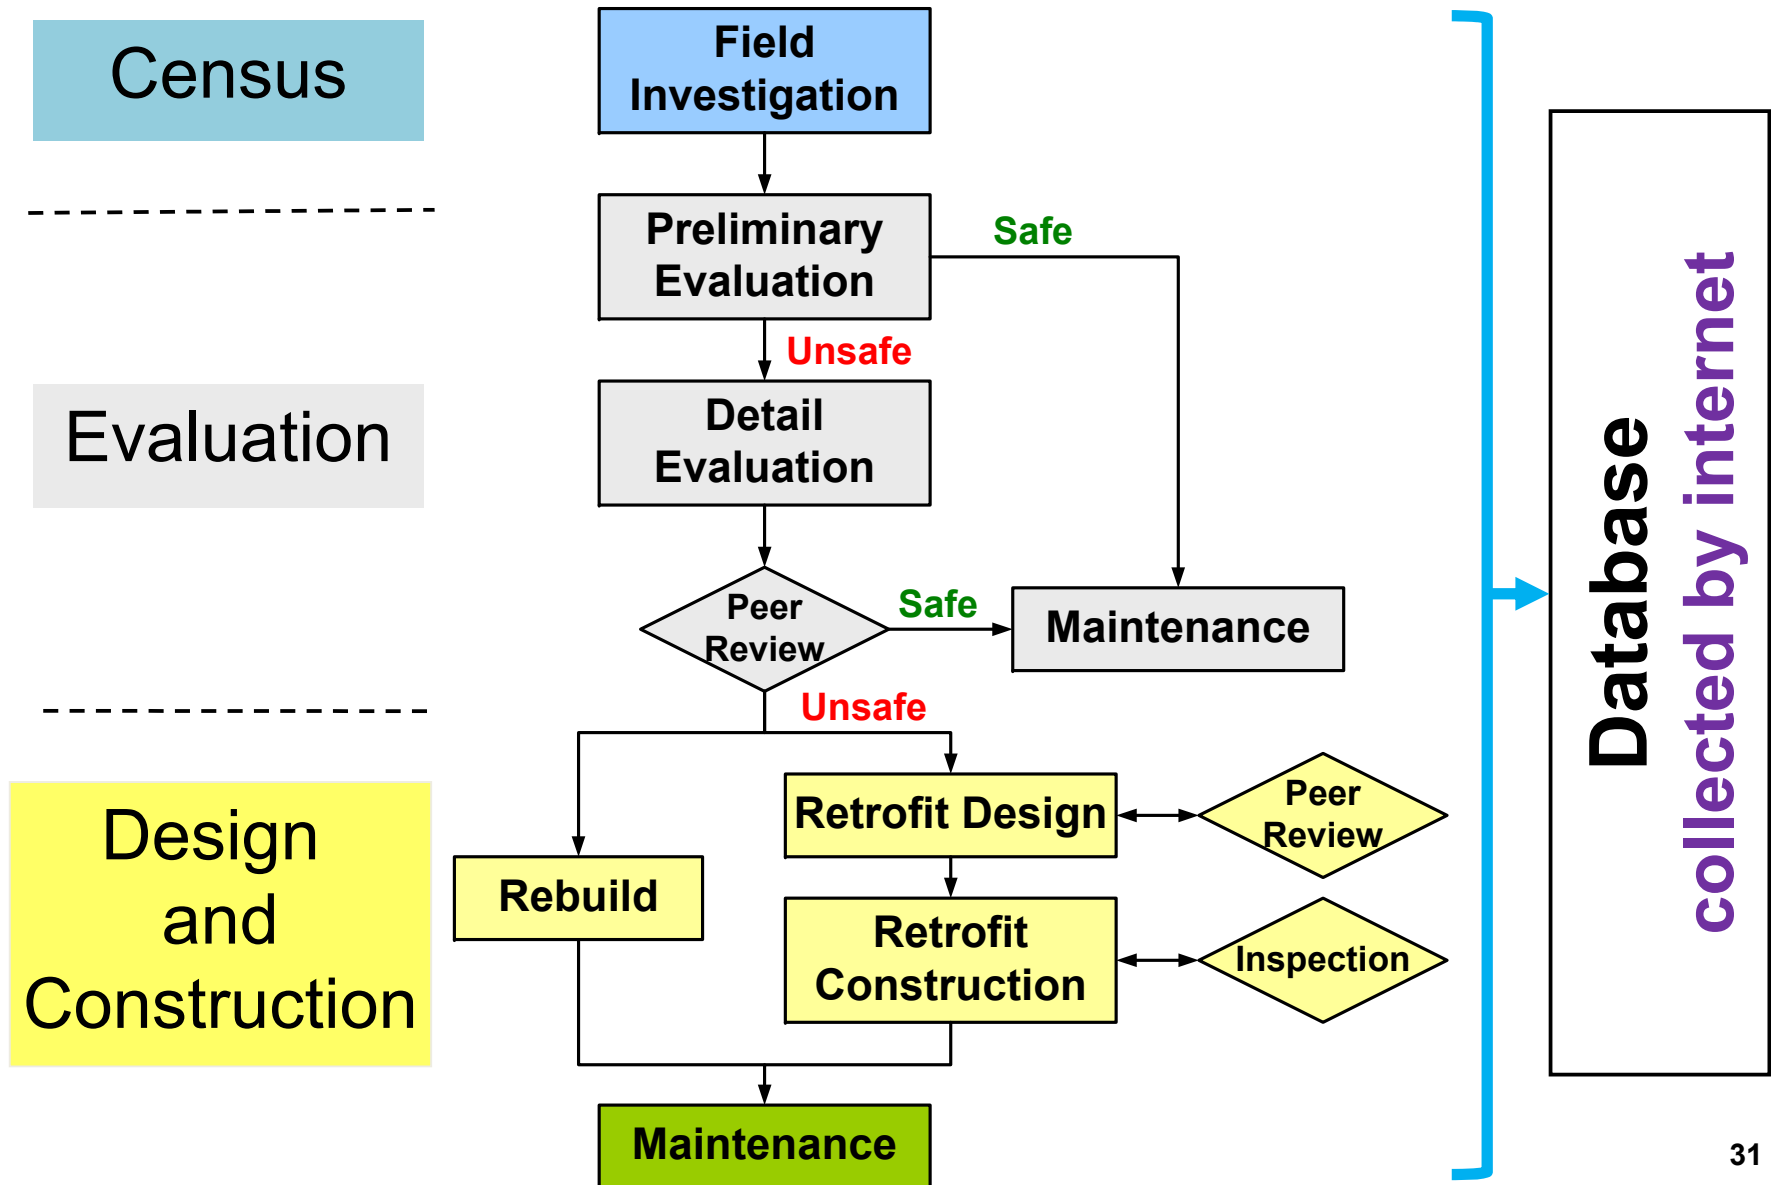 Census
Field
Investigation
Preliminary
Evaluation
Safe
Unsafe
Evaluation
Detail
Evaluation
Peer
Review
Safe
Maintenance
Unsafe
Design
and
Construction
Retrofit Design
Peer
Review
Rebuild
Retrofit
Construction
Inspection
Maintenance
Database
collected by internet
31